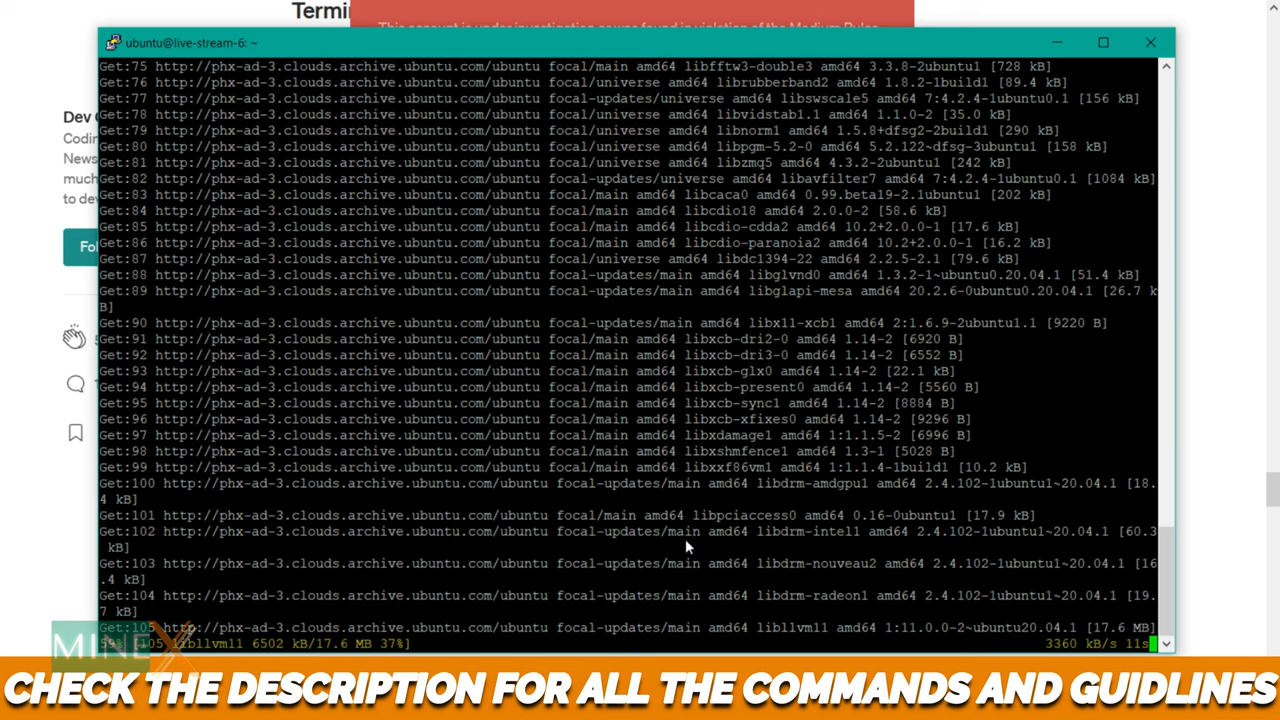 Termi
This account is under investigation or was found in violation of the Medium Rules.
ubuntu@live-stream-6: ~
Get:75 http://phx-ad-3.clouds.archive.ubuntu.com/ubuntu focal/main amd64 libfftw3-double3 amd64 3.3.8-2ubuntu1 [728 kB]
Get:76 http://phx-ad-3.clouds.archive.ubuntu.com/ubuntu focal/universe amd64 librubberband2 amd64 1.8.2-1build1 [89.4 kB]
Get:77 http://phx-ad-3.clouds.archive.ubuntu.com/ubuntu focal-updates/universe amd64 libswscale5 amd64 7:4.2.4-1ubuntu0.1 [156 kB]
Get:78 http://phx-ad-3.clouds.archive.ubuntu.com/ubuntu focal/universe amd64 libvidstab1.1 amd64 1.1.0-2 [35.0 kB]
Get:79 http://phx-ad-3.clouds.archive.ubuntu.com/ubuntu focal/universe amd64 libnorm1 amd64 1.5.8+dfsg2-2build1 [290 kB]
Get:80 http://phx-ad-3.clouds.archive.ubuntu.com/ubuntu focal/universe amd64 libpgm-5.2-0 amd64 5.2.122~dfsg-3ubuntu1 [158 kB]
Get:81 http://phx-ad-3.clouds.archive.ubuntu.com/ubuntu focal/universe amd64 libzmq5 amd64 4.3.2-2ubuntu1 [242 kB]
Get:82 http://phx-ad-3.clouds.archive.ubuntu.com/ubuntu focal-updates/universe amd64 libavfilter7 amd64 7:4.2.4-1ubuntu0.1 [1084 kB]
Get:83 http://phx-ad-3.clouds.archive.ubuntu.com/ubuntu focal/main amd64 libcaca0 amd64 0.99.beta19-2.1ubuntu1 [202 kB]
Get:84 http://phx-ad-3.clouds.archive.ubuntu.com/ubuntu focal/main amd64 libcdio18 amd64 2.0.0-2 [58.6 kB]
Get:85 http://phx-ad-3.clouds.archive.ubuntu.com/ubuntu focal/main amd64 libcdio-cdda2 amd64 10.2+2.0.0-1 [17.6 kB]
Get:86 http://phx-ad-3.clouds.archive.ubuntu.com/ubuntu focal/main amd64 libcdio-paranoia2 amd64 10.2+2.0.0-1 [16.2 kB]
Get:87 http://phx-ad-3.clouds.archive.ubuntu.com/ubuntu focal/universe amd64 libdc1394-22 amd64 2.2.5-2.1 [79.6 kB]
Get:88 http://phx-ad-3.clouds.archive.ubuntu.com/ubuntu focal-updates/main amd64 libglvnd0 amd64 1.3.2-1~ubuntu0.20.04.1 [51.4 kB]
Get:89 http://phx-ad-3.clouds.archive.ubuntu.com/ubuntu focal-updates/main amd64 libglapi-mesa amd64 20.2.6-0ubuntu0.20.04.1 [26.7 k
B]
Get:90 http://phx-ad-3.clouds.archive.ubuntu.com/ubuntu focal-updates/main amd64 libx11-xcb1 amd64 2:1.6.9-2ubuntu1.1 [9220 B]
Get:91 http://phx-ad-3.clouds.archive.ubuntu.com/ubuntu focal/main amd64 libxcb-dri2-0 amd64 1.14-2 [6920 B]
Get:92 http://phx-ad-3.clouds.archive.ubuntu.com/ubuntu focal/main amd64 libxcb-dri3-0 amd64 1.14-2 [6552 B]
Get:93 http://phx-ad-3.clouds.archive.ubuntu.com/ubuntu focal/main amd64 libxcb-glx0 amd64 1.14-2 [22.1 kB]
Get:94 http://phx-ad-3.clouds.archive.ubuntu.com/ubuntu focal/main amd64 libxcb-present0 amd64 1.14-2 [5560 B]
Get:95 http://phx-ad-3.clouds.archive.ubuntu.com/ubuntu focal/main amd64 libxcb-sync1 amd64 1.14-2 [8884 B]
Get:96 http://phx-ad-3.clouds.archive.ubuntu.com/ubuntu focal/main amd64 libxcb-xfixes0 amd64 1.14-2 [9296 B]
Get:97 http://phx-ad-3.clouds.archive.ubuntu.com/ubuntu focal/main amd64 libxdamage1 amd64 1:1.1.5-2 [6996 B]
Get:98 http://phx-ad-3.clouds.archive.ubuntu.com/ubuntu focal/main amd64 libxshmfence1 amd64 1.3-1 [5028 B]
Get:99 http://phx-ad-3.clouds.archive.ubuntu.com/ubuntu focal/main amd64 libxxf86vm1 amd64 1:1.1.4-1build1 [10.2 kB]
Get:100 http://phx-ad-3.clouds.archive.ubuntu.com/ubuntu focal-updates/main amd64 libdrm-amdgpu1 amd64 2.4.102-1ubuntu1~20.04.1 [18.
4 kB]
Get:101 http://phx-ad-3.clouds.archive.ubuntu.com/ubuntu focal/main amd64 libpciaccess0 amd64 0.16-0ubuntu1 [17.9 kB]
Get:102 http://phx-ad-3.clouds.archive.ubuntu.com/ubuntu focal-updates/main amd64 libdrm-intel1 amd64 2.4.102-1ubuntu1~20.04.1 [60.3
kB]
Get:103 http://phx-ad-3.clouds.archive.ubuntu.com/ubuntu focal-updates/main amd64 libdrm-nouveau2 amd64 2.4.102-1ubuntu1~20.04.1 [16
.4 kB]
Get:104 http://phx-ad-3.clouds.archive.ubuntu.com/ubuntu focal-updates/main amd64 libdrm-radeon1 amd64 2.4.102-1ubuntu1~20.04.1 [19.
7 kB]
Get:105 http://phx-ad-3.clouds.archive.ubuntu.com/ubuntu focal-updates/main amd64 libllvm11 amd64 1:11.0.0-2~ubuntu20.04.1 [17.6 MB]
59% [105 libllvm11 6502 kB/17.6 MB 37%] 3360 kB/s 11s
Dev
Codin
News
much
to de
Fol
MINEX
CHECK THE DESCRIPTION FOR ALL THE COMMANDS AND GUIDLINES